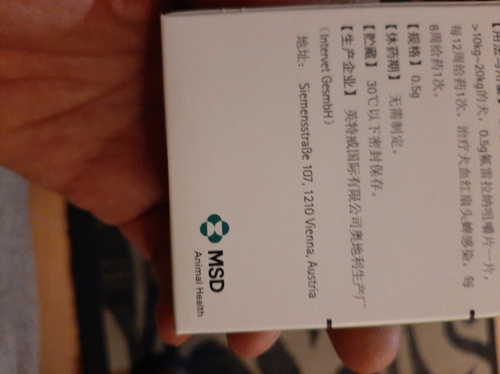 >10kg~20kg的犬，0.5g氟雷拉纳咀嚼片一片，
每12周给药1次。治疗犬血红扇头蜱感染，每
8周给药1次。
【规格】 0.5g
【休药期】 无需制定。
【贮藏】 30℃以下密封保存。
【生产企业】 英特威国际有限公司奥地利生产厂
（Intervet GesmbH）
地址： Siemensstraße 107, 1210 Vienna, Austria
MSD
Animal Health